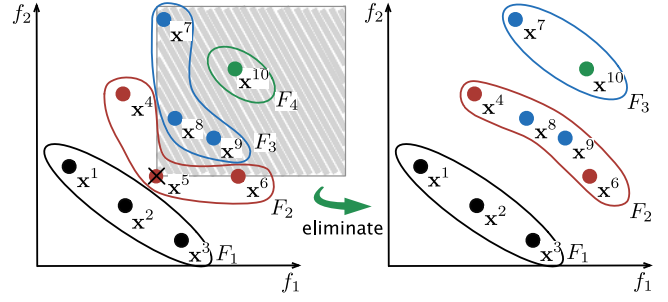 f₂
x⁷
x¹⁰
F₄
x⁴
x⁸
x⁹
F₃
x¹
x⁵
x⁶
F₂
x²
x³
F₁
f₁
eliminate
f₂
x⁷
x¹⁰
F₃
x⁴
x⁸
x⁹
x¹
x⁶
F₂
x²
x³
F₁
f₁